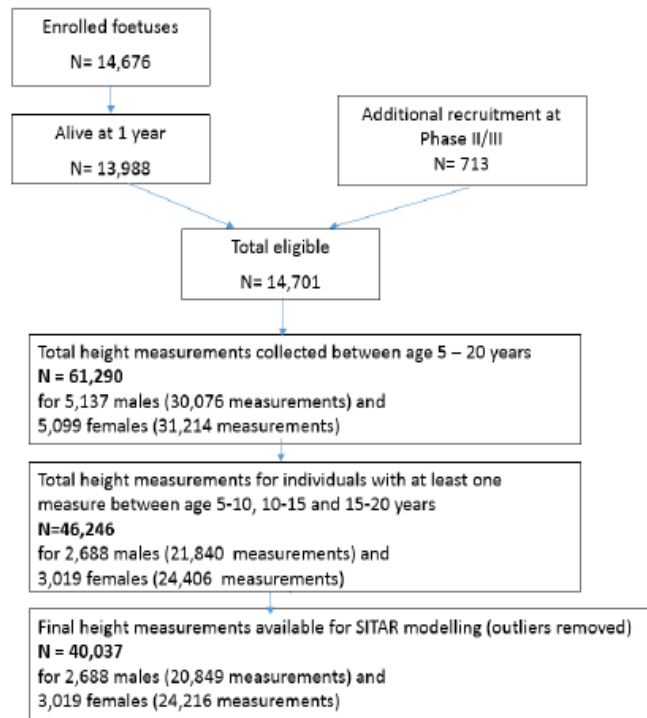 Enrolled foetuses
N= 14,676
Alive at 1 year
N= 13,988
Additional recruitment at
Phase II/III
N= 713
Total eligible
N= 14,701
Total height measurements collected between age 5 – 20 years
N = 61,290
for 5,137 males (30,076 measurements) and
5,099 females (31,214 measurements)
Total height measurements for individuals with at least one
measure between age 5-10, 10-15 and 15-20 years
N=46,246
for 2,688 males (21,840 measurements) and
3,019 females (24,406 measurements)
Final height measurements available for SITAR modelling (outliers removed)
N = 40,037
for 2,688 males (20,849 measurements) and
3,019 females (24,216 measurements)